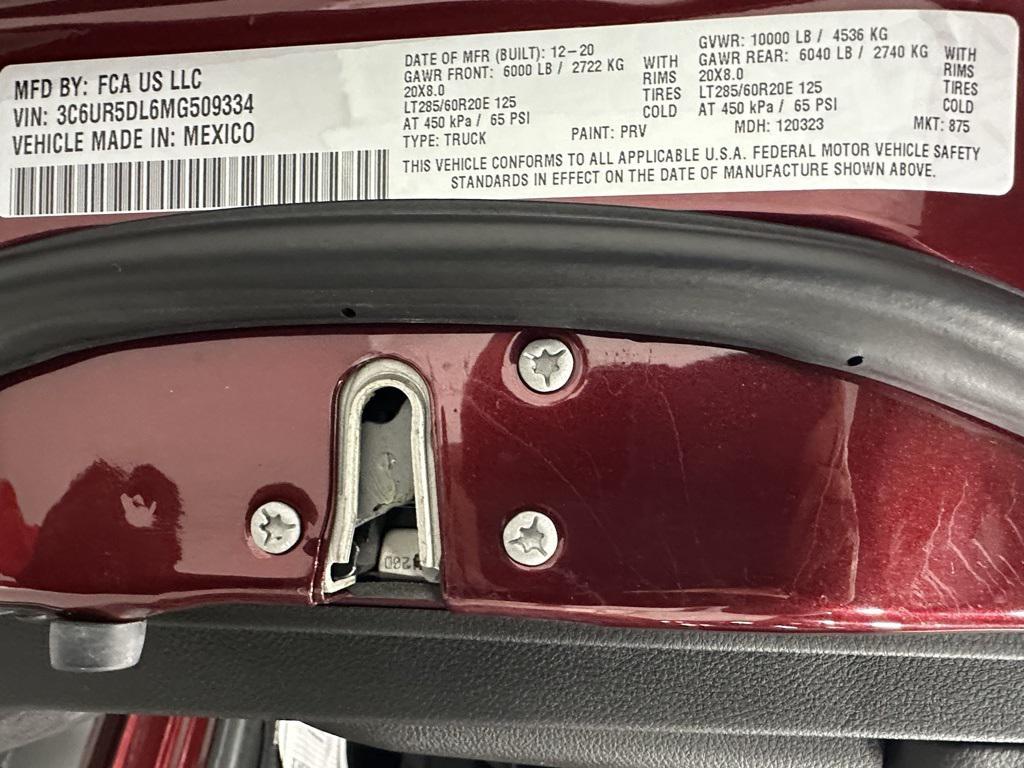 MFD BY: FCA US LLC
VIN: 3C6UR5DL6MG509334
VEHICLE MADE IN: MEXICO
DATE OF MFR (BUILT): 12-20
GAWR FRONT: 6000 LB / 2722 KG
20X8.0
LT285/60R20E 125
AT 450 kPa / 65 PSI
TYPE: TRUCK
WITH
RIMS
TIRES
COLD
PAINT: PRV
GVWR: 10000 LB / 4536 KG
GAWR REAR: 6040 LB / 2740 KG
20X8.0
LT285/60R20E 125
AT 450 kPa / 65 PSI
WITH
RIMS
TIRES
COLD
MDH: 120323
MKT: 875
THIS VEHICLE CONFORMS TO ALL APPLICABLE U.S.A. FEDERAL MOTOR VEHICLE SAFETY
STANDARDS IN EFFECT ON THE DATE OF MANUFACTURE SHOWN ABOVE.